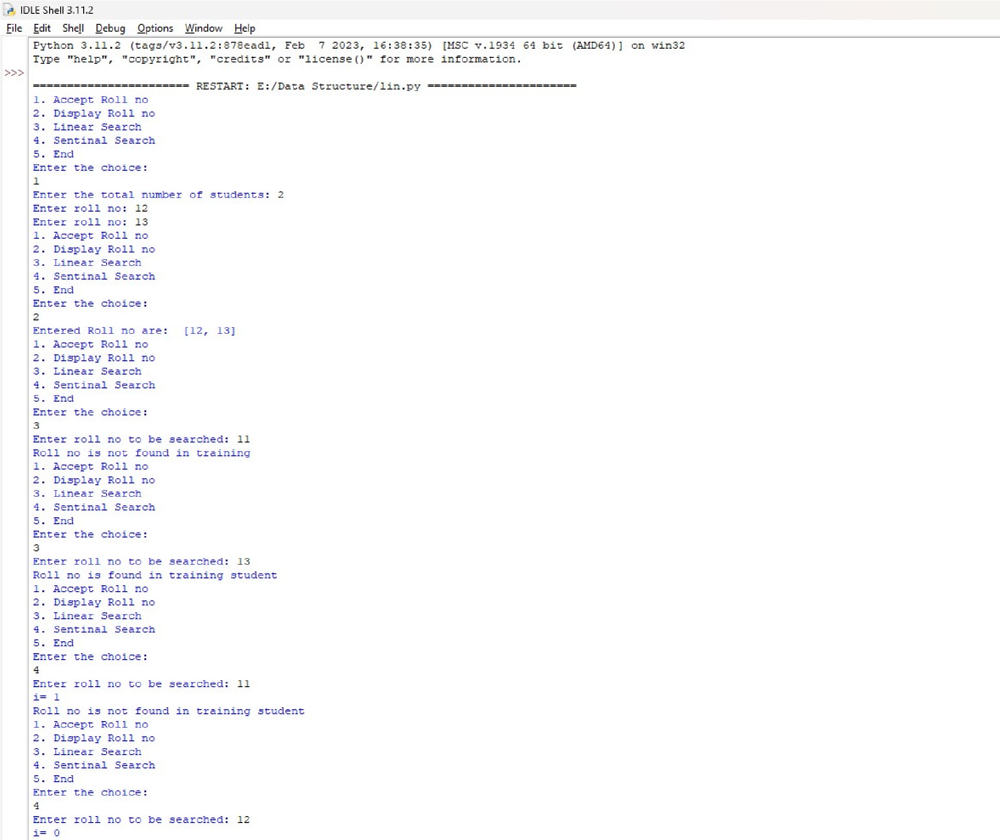 IDLE Shell 3.11.2
File Edit Shell Debug Options Window Help
Python 3.11.2 (tags/v3.11.2:878ead1, Feb  7 2023, 16:38:35) [MSC v.1934 64 bit (AMD64)] on win32
Type "help", "copyright", "credits" or "license()" for more information.
>>>
======================= RESTART: E:/Data Structure/lin.py ======================
1. Accept Roll no
2. Display Roll no
3. Linear Search
4. Sentinal Search
5. End
Enter the choice:
1
Enter the total number of students: 2
Enter roll no: 12
Enter roll no: 13
1. Accept Roll no
2. Display Roll no
3. Linear Search
4. Sentinal Search
5. End
Enter the choice:
2
Entered Roll no are:  [12, 13]
1. Accept Roll no
2. Display Roll no
3. Linear Search
4. Sentinal Search
5. End
Enter the choice:
3
Enter roll no to be searched: 11
Roll no is not found in training
1. Accept Roll no
2. Display Roll no
3. Linear Search
4. Sentinal Search
5. End
Enter the choice:
3
Enter roll no to be searched: 13
Roll no is found in training student
1. Accept Roll no
2. Display Roll no
3. Linear Search
4. Sentinal Search
5. End
Enter the choice:
4
Enter roll no to be searched: 11
i= 1
Roll no is not found in training student
1. Accept Roll no
2. Display Roll no
3. Linear Search
4. Sentinal Search
5. End
Enter the choice:
4
Enter roll no to be searched: 12
i= 0